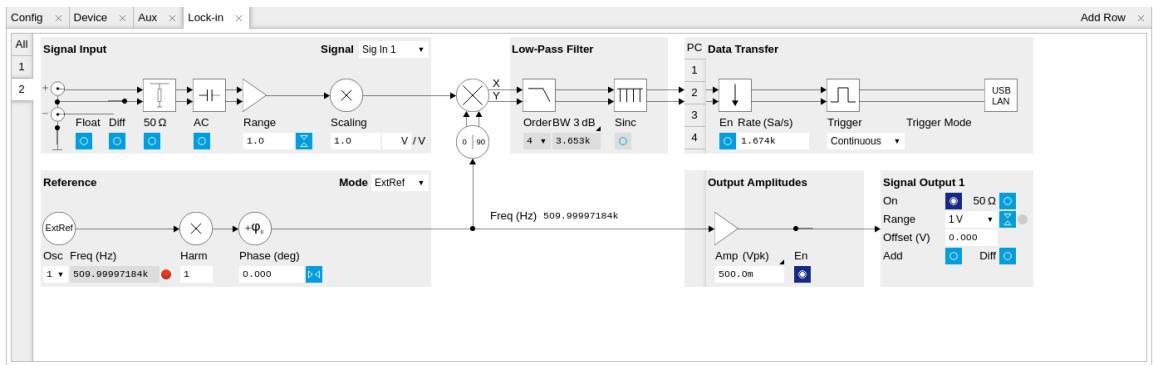 Config × Device × Aux × Lock-in × Add Row ×
All
1
2
Signal Input Signal Sig In 1
+
−
Float Diff 50 Ω AC Range Scaling
1.0 1.0 V / V
X
Y
0 | 90
Low-Pass Filter
Order BW 3 dB Sinc
4 3.653k
PC Data Transfer
1
2
3
4
USB
LAN
En Rate (Sa/s) Trigger Trigger Mode
1.674k Continuous
Reference Mode ExtRef
ExtRef +φ₀
Osc Freq (Hz) Harm Phase (deg)
1 509.99997184k 1 0.000
Freq (Hz) 509.99997184k
Output Amplitudes
Amp (Vpk) En
500.0m
Signal Output 1
On 50 Ω
Range 1 V
Offset (V) 0.000
Add Diff